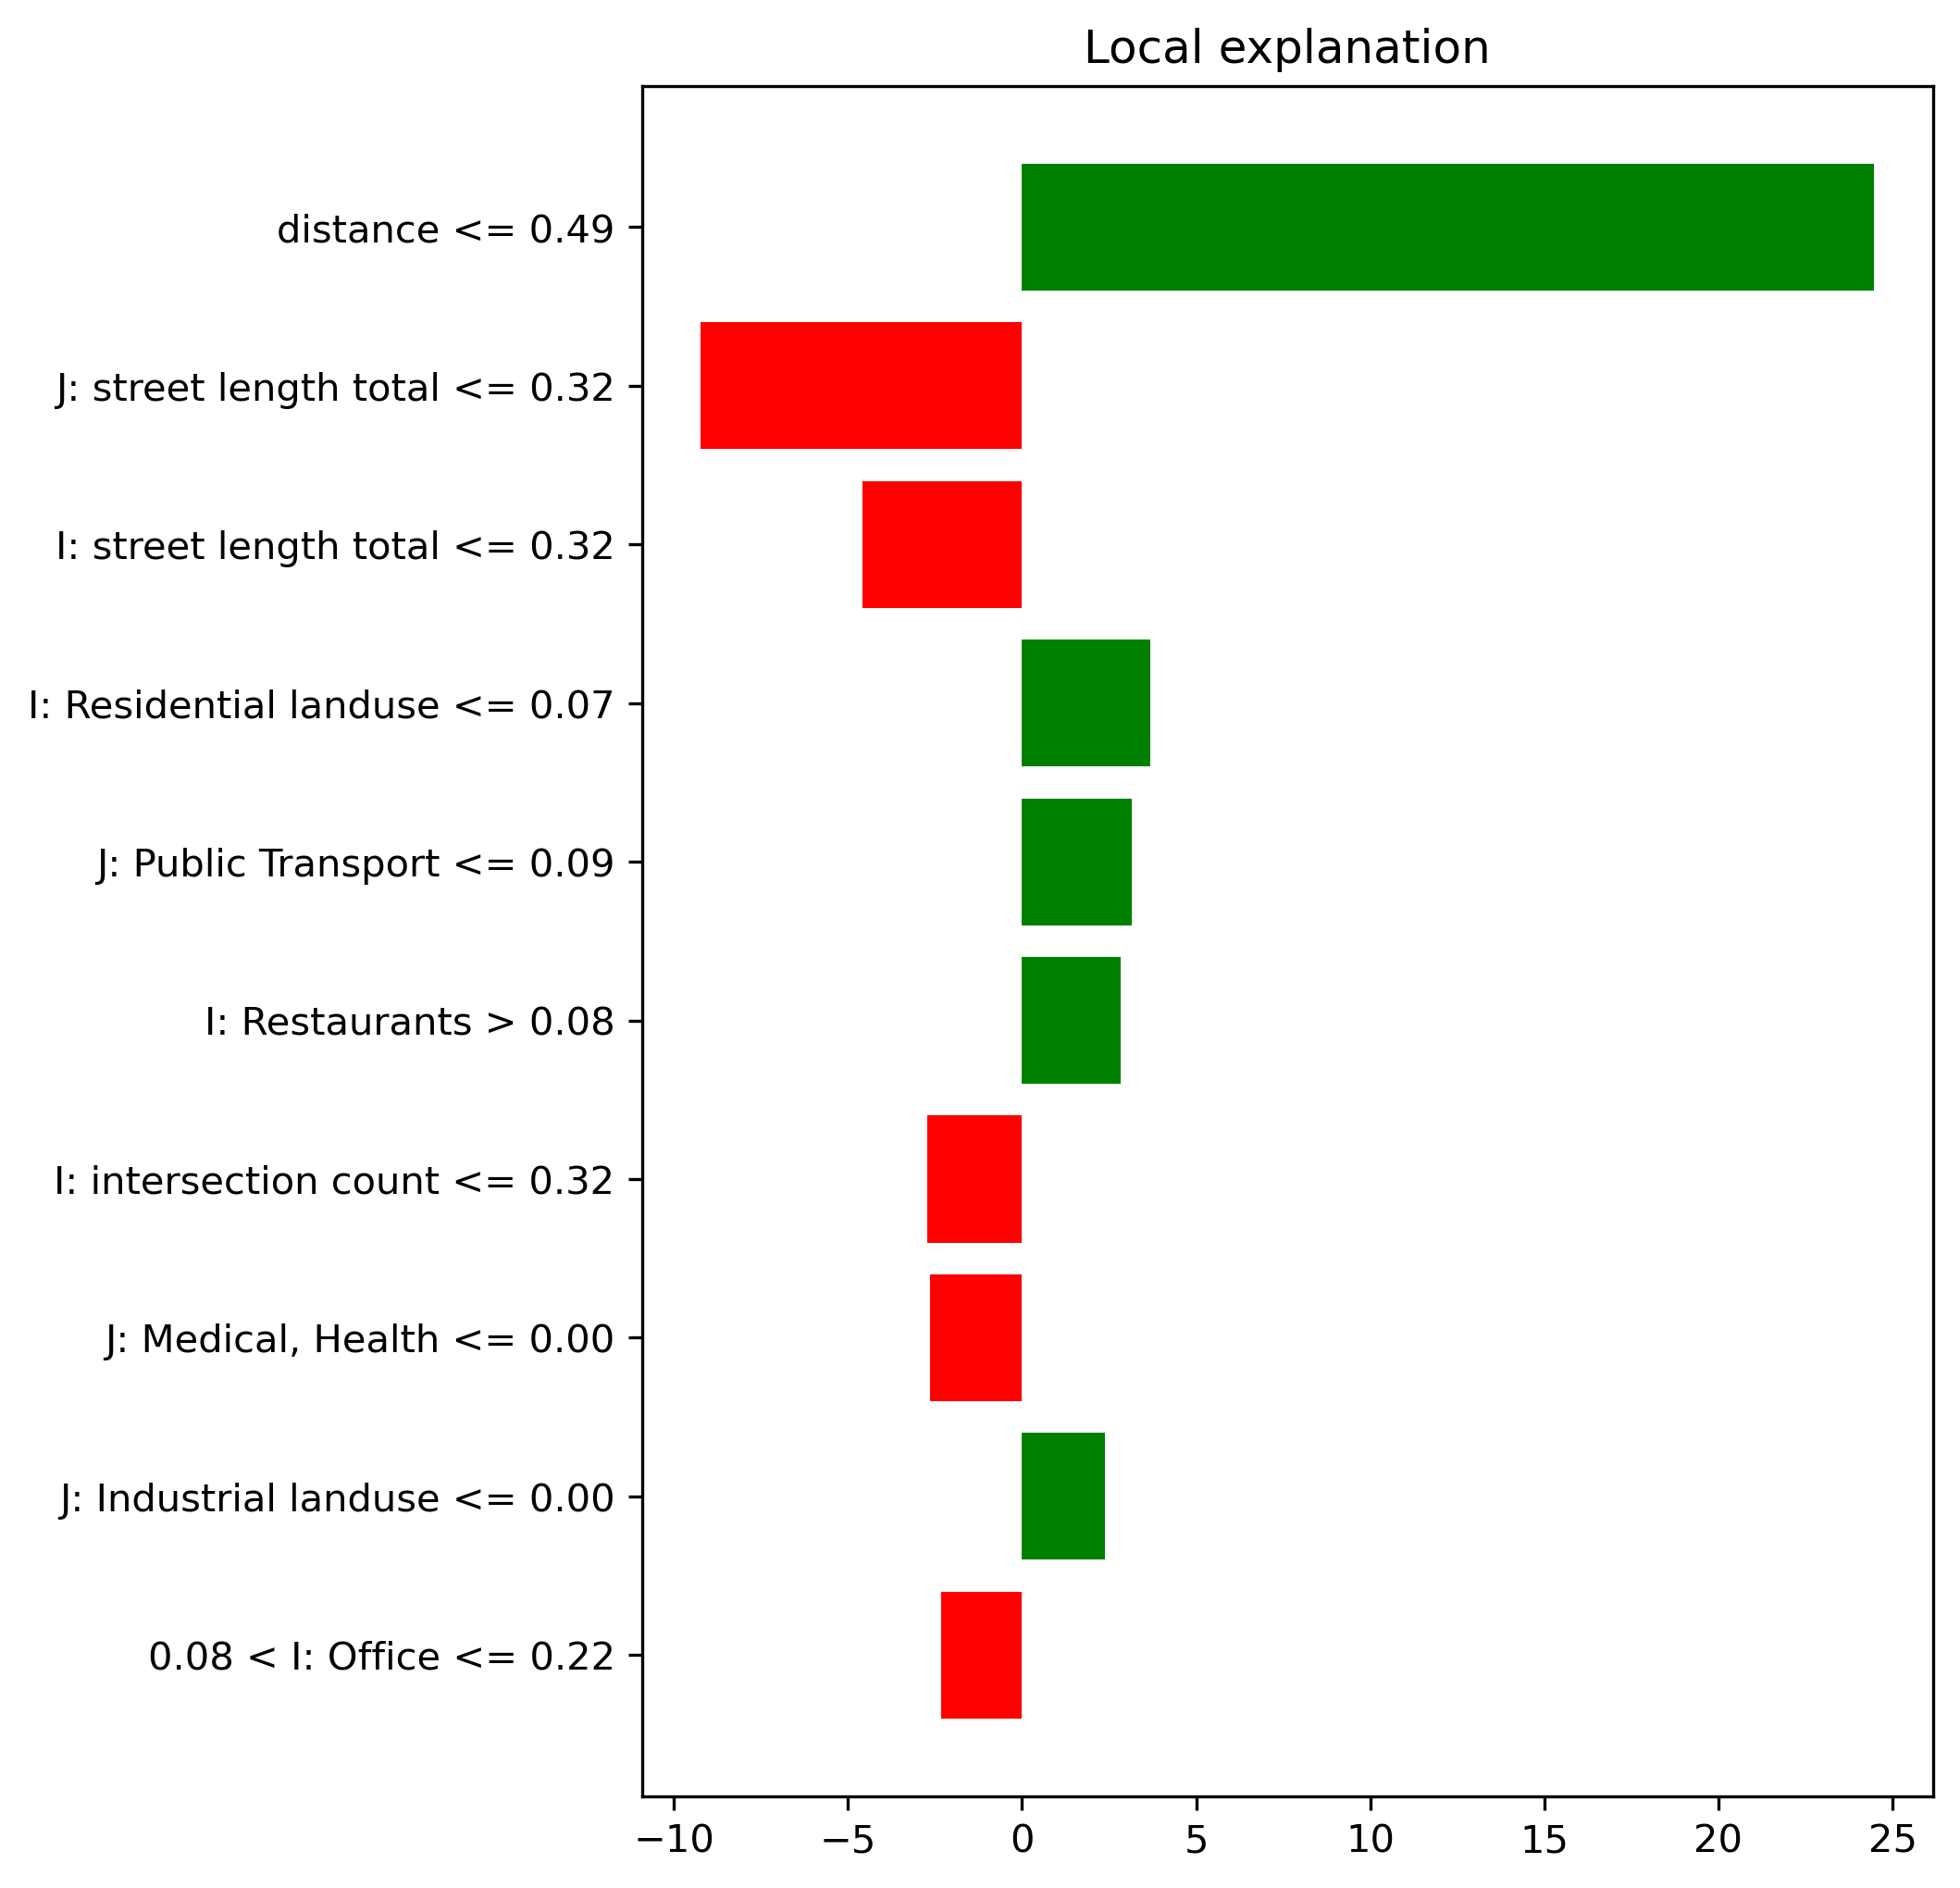 Local explanation
distance <= 0.49
J: street length total <= 0.32
I: street length total <= 0.32
I: Residential landuse <= 0.07
J: Public Transport <= 0.09
I: Restaurants > 0.08
I: intersection count <= 0.32
J: Medical, Health <= 0.00
J: Industrial landuse <= 0.00
0.08 < I: Office <= 0.22
−10 −5 0 5 10 15 20 25